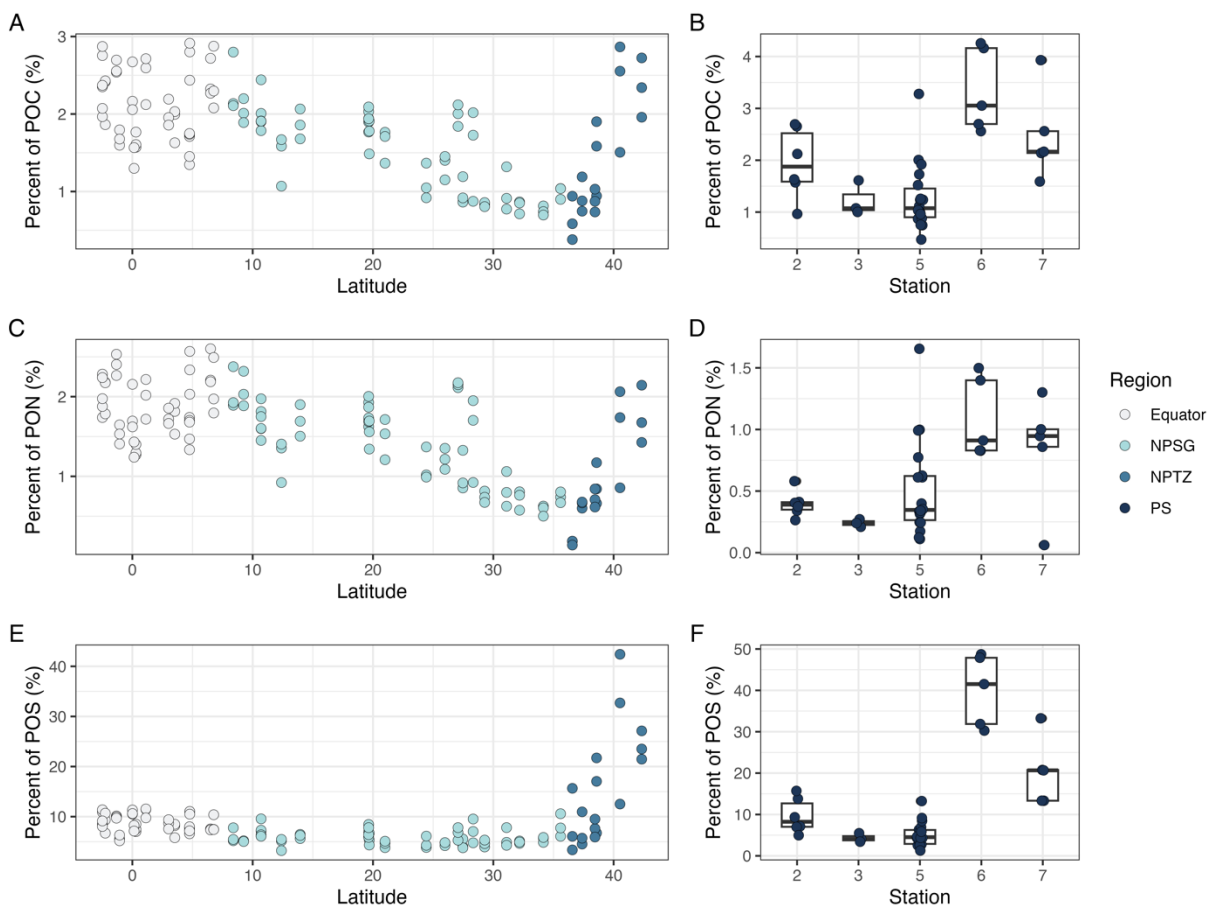 A
Percent of POC (%)
3
2
1
0
10
20
30
40
Latitude
B
Percent of POC (%)
4
3
2
1
2
3
5
6
7
Station
C
Percent of PON (%)
2
1
0
10
20
30
40
Latitude
D
Percent of PON (%)
1.5
1.0
0.5
0.0
2
3
5
6
7
Station
Region
Equator
NPSG
NPTZ
PS
E
Percent of POS (%)
40
30
20
10
0
10
20
30
40
Latitude
F
Percent of POS (%)
50
40
30
20
10
0
2
3
5
6
7
Station